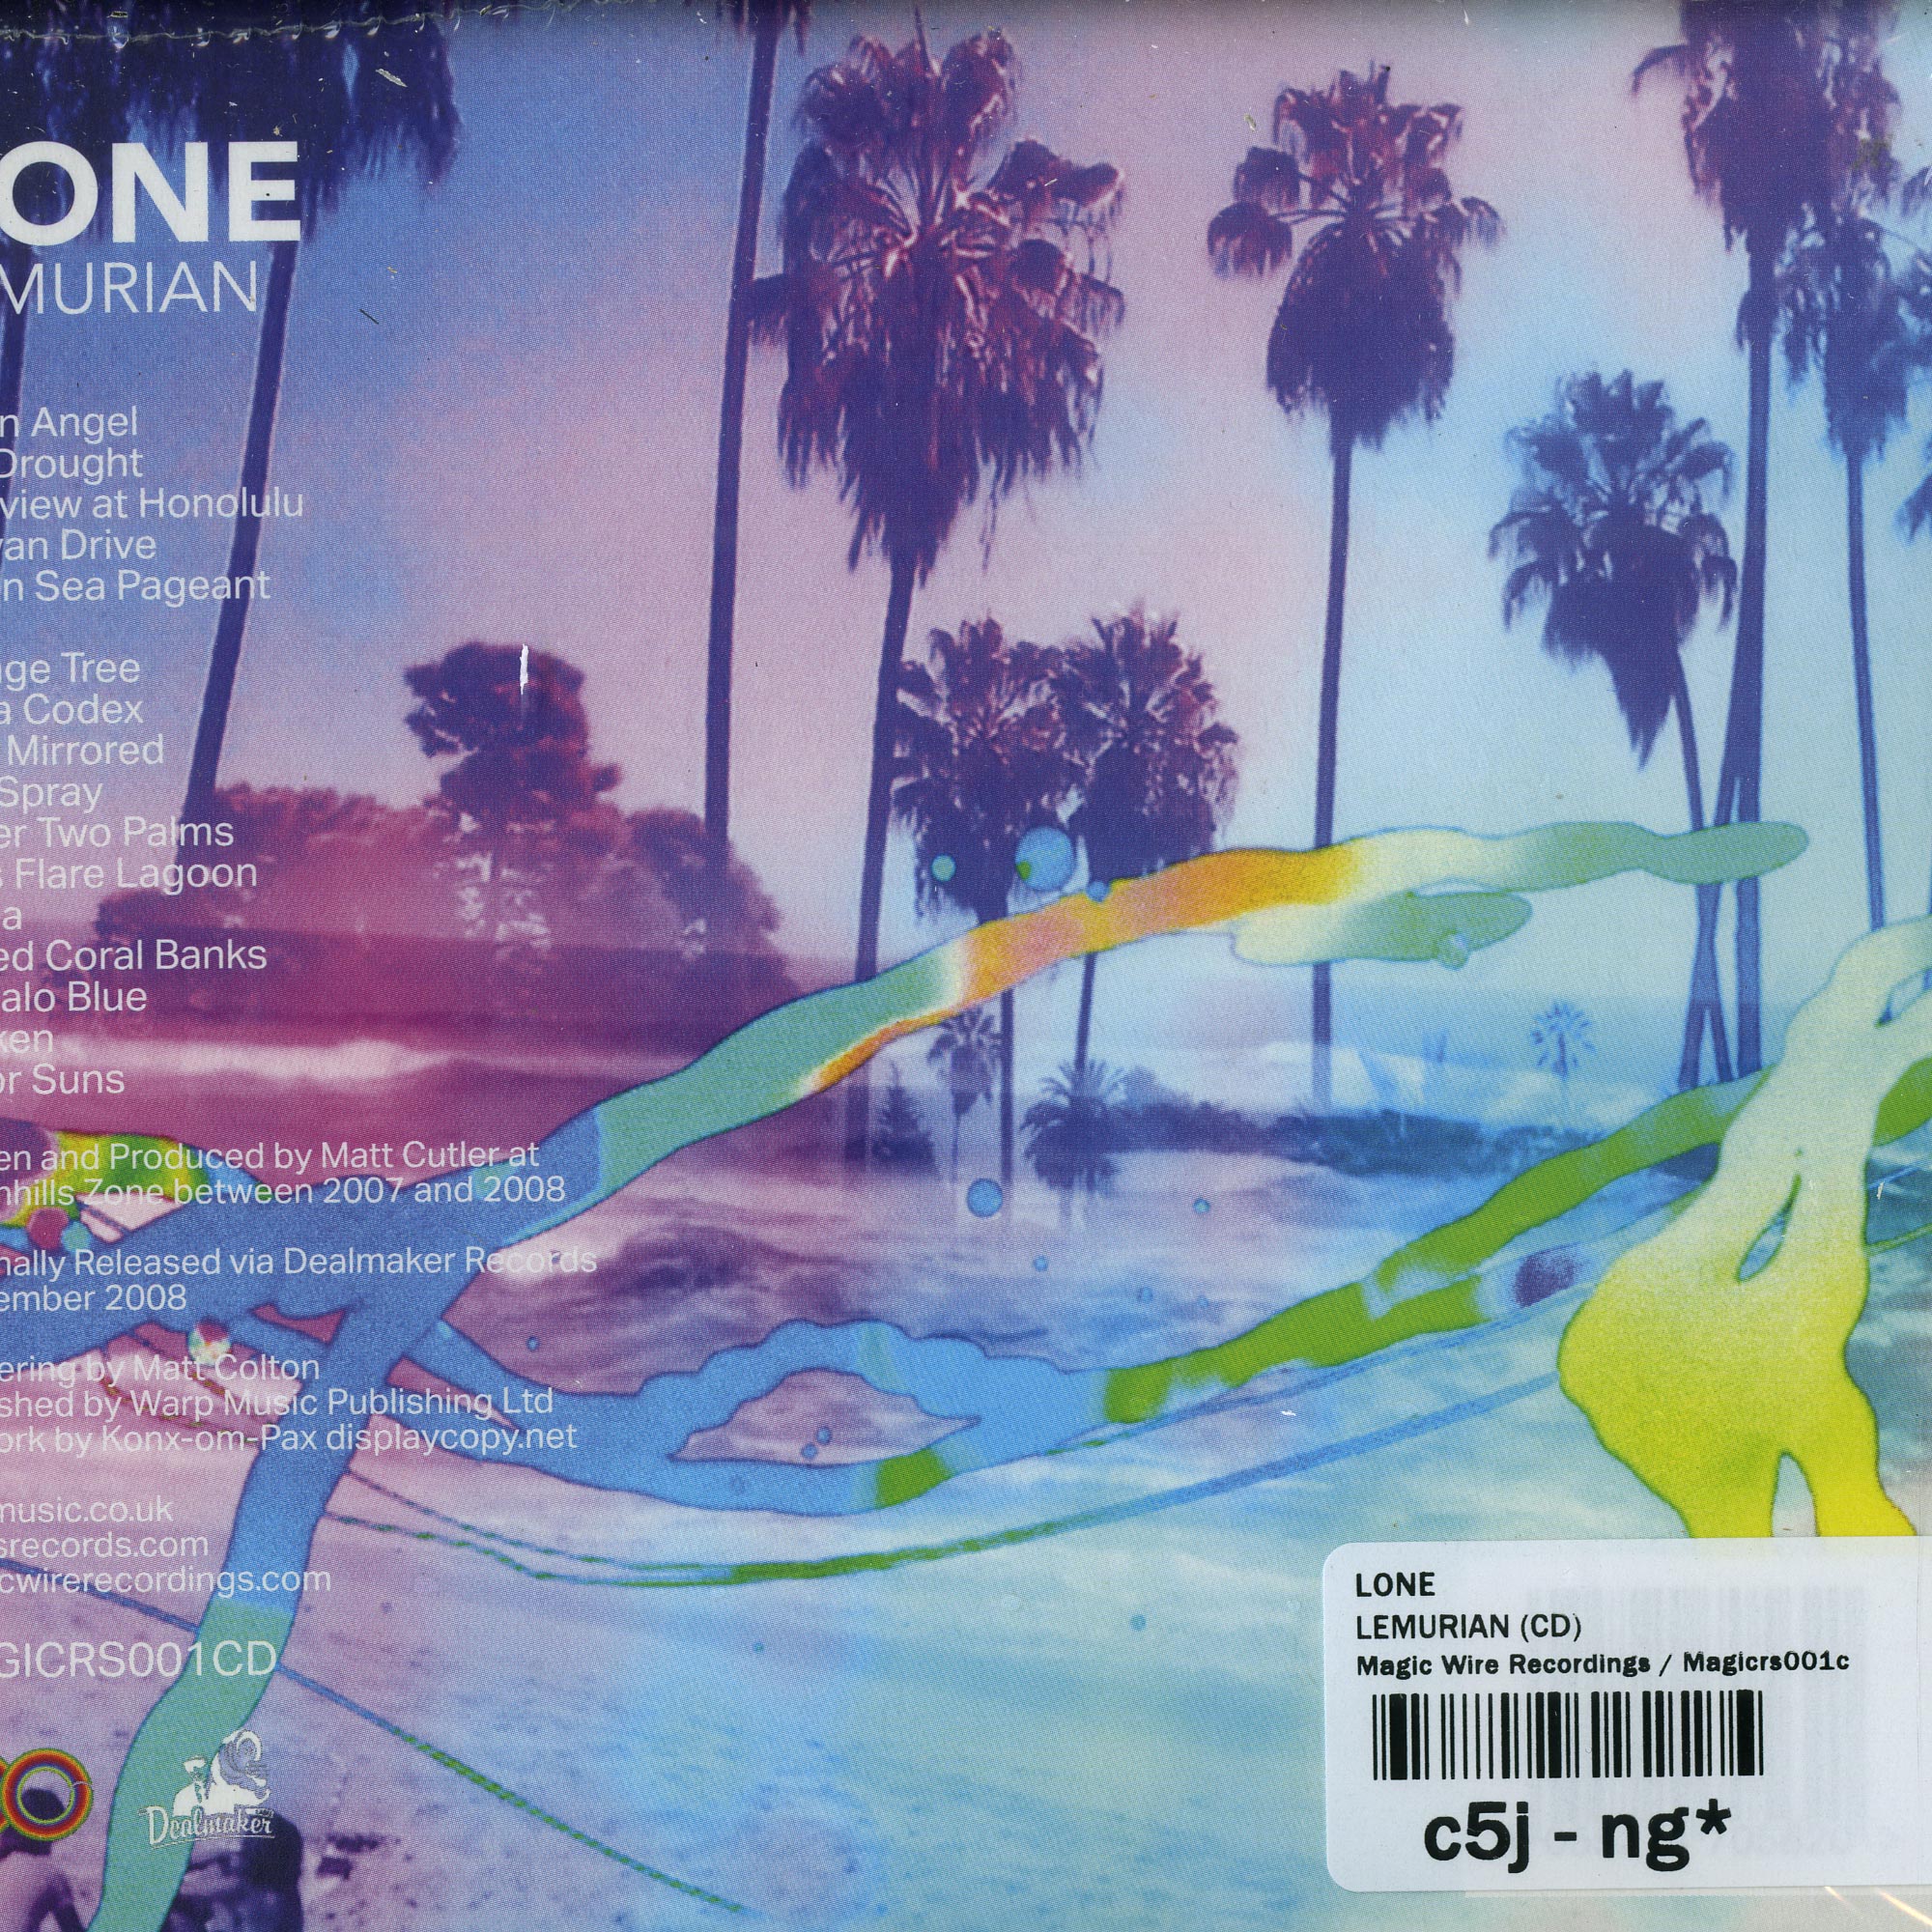 ONE
MURIAN
n Angel
Drought
view at Honolulu
an Drive
n Sea Pageant
ge Tree
a Codex
Mirrored
Spray
er Two Palms
s Flare Lagoon
a
ed Coral Banks
alo Blue
ken
or Suns
en and Produced by Matt Cutler at
nhills Zone between 2007 and 2008
nally Released via Dealmaker Records
ember 2008
ering by Matt Colton
shed by Warp Music Publishing Ltd
ork by Konx-om-Pax displaycopy.net
music.co.uk
srecords.com
cwirerecordings.com
GICRS001CD
Dealmaker
LONE
LEMURIAN (CD)
Magic Wire Recordings / Magicrs001c
c5j - ng*